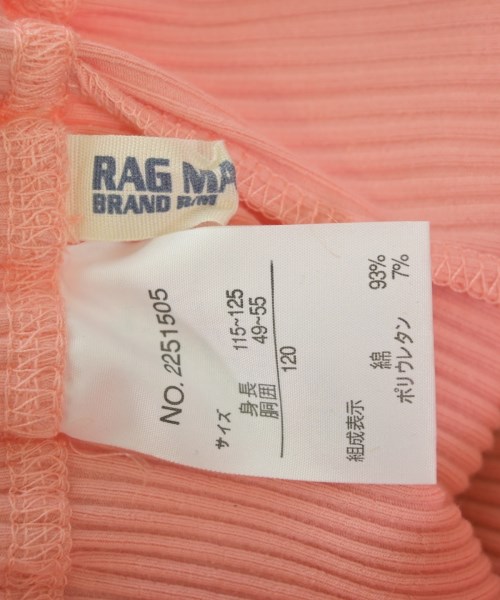 RAG MA
BRAND
NO. 2251505
サイズ
身長 115~125
胴囲 49~55
120
組成表示
綿 93%
ポリウレタン 7%